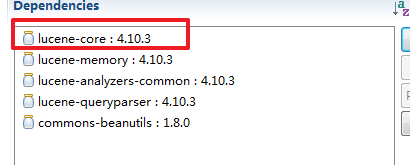 Dependencies
a
z
lucene-core : 4.10.3
lucene-memory : 4.10.3
lucene-analyzers-common : 4.10.3
lucene-queryparser : 4.10.3
commons-beanutils : 1.8.0